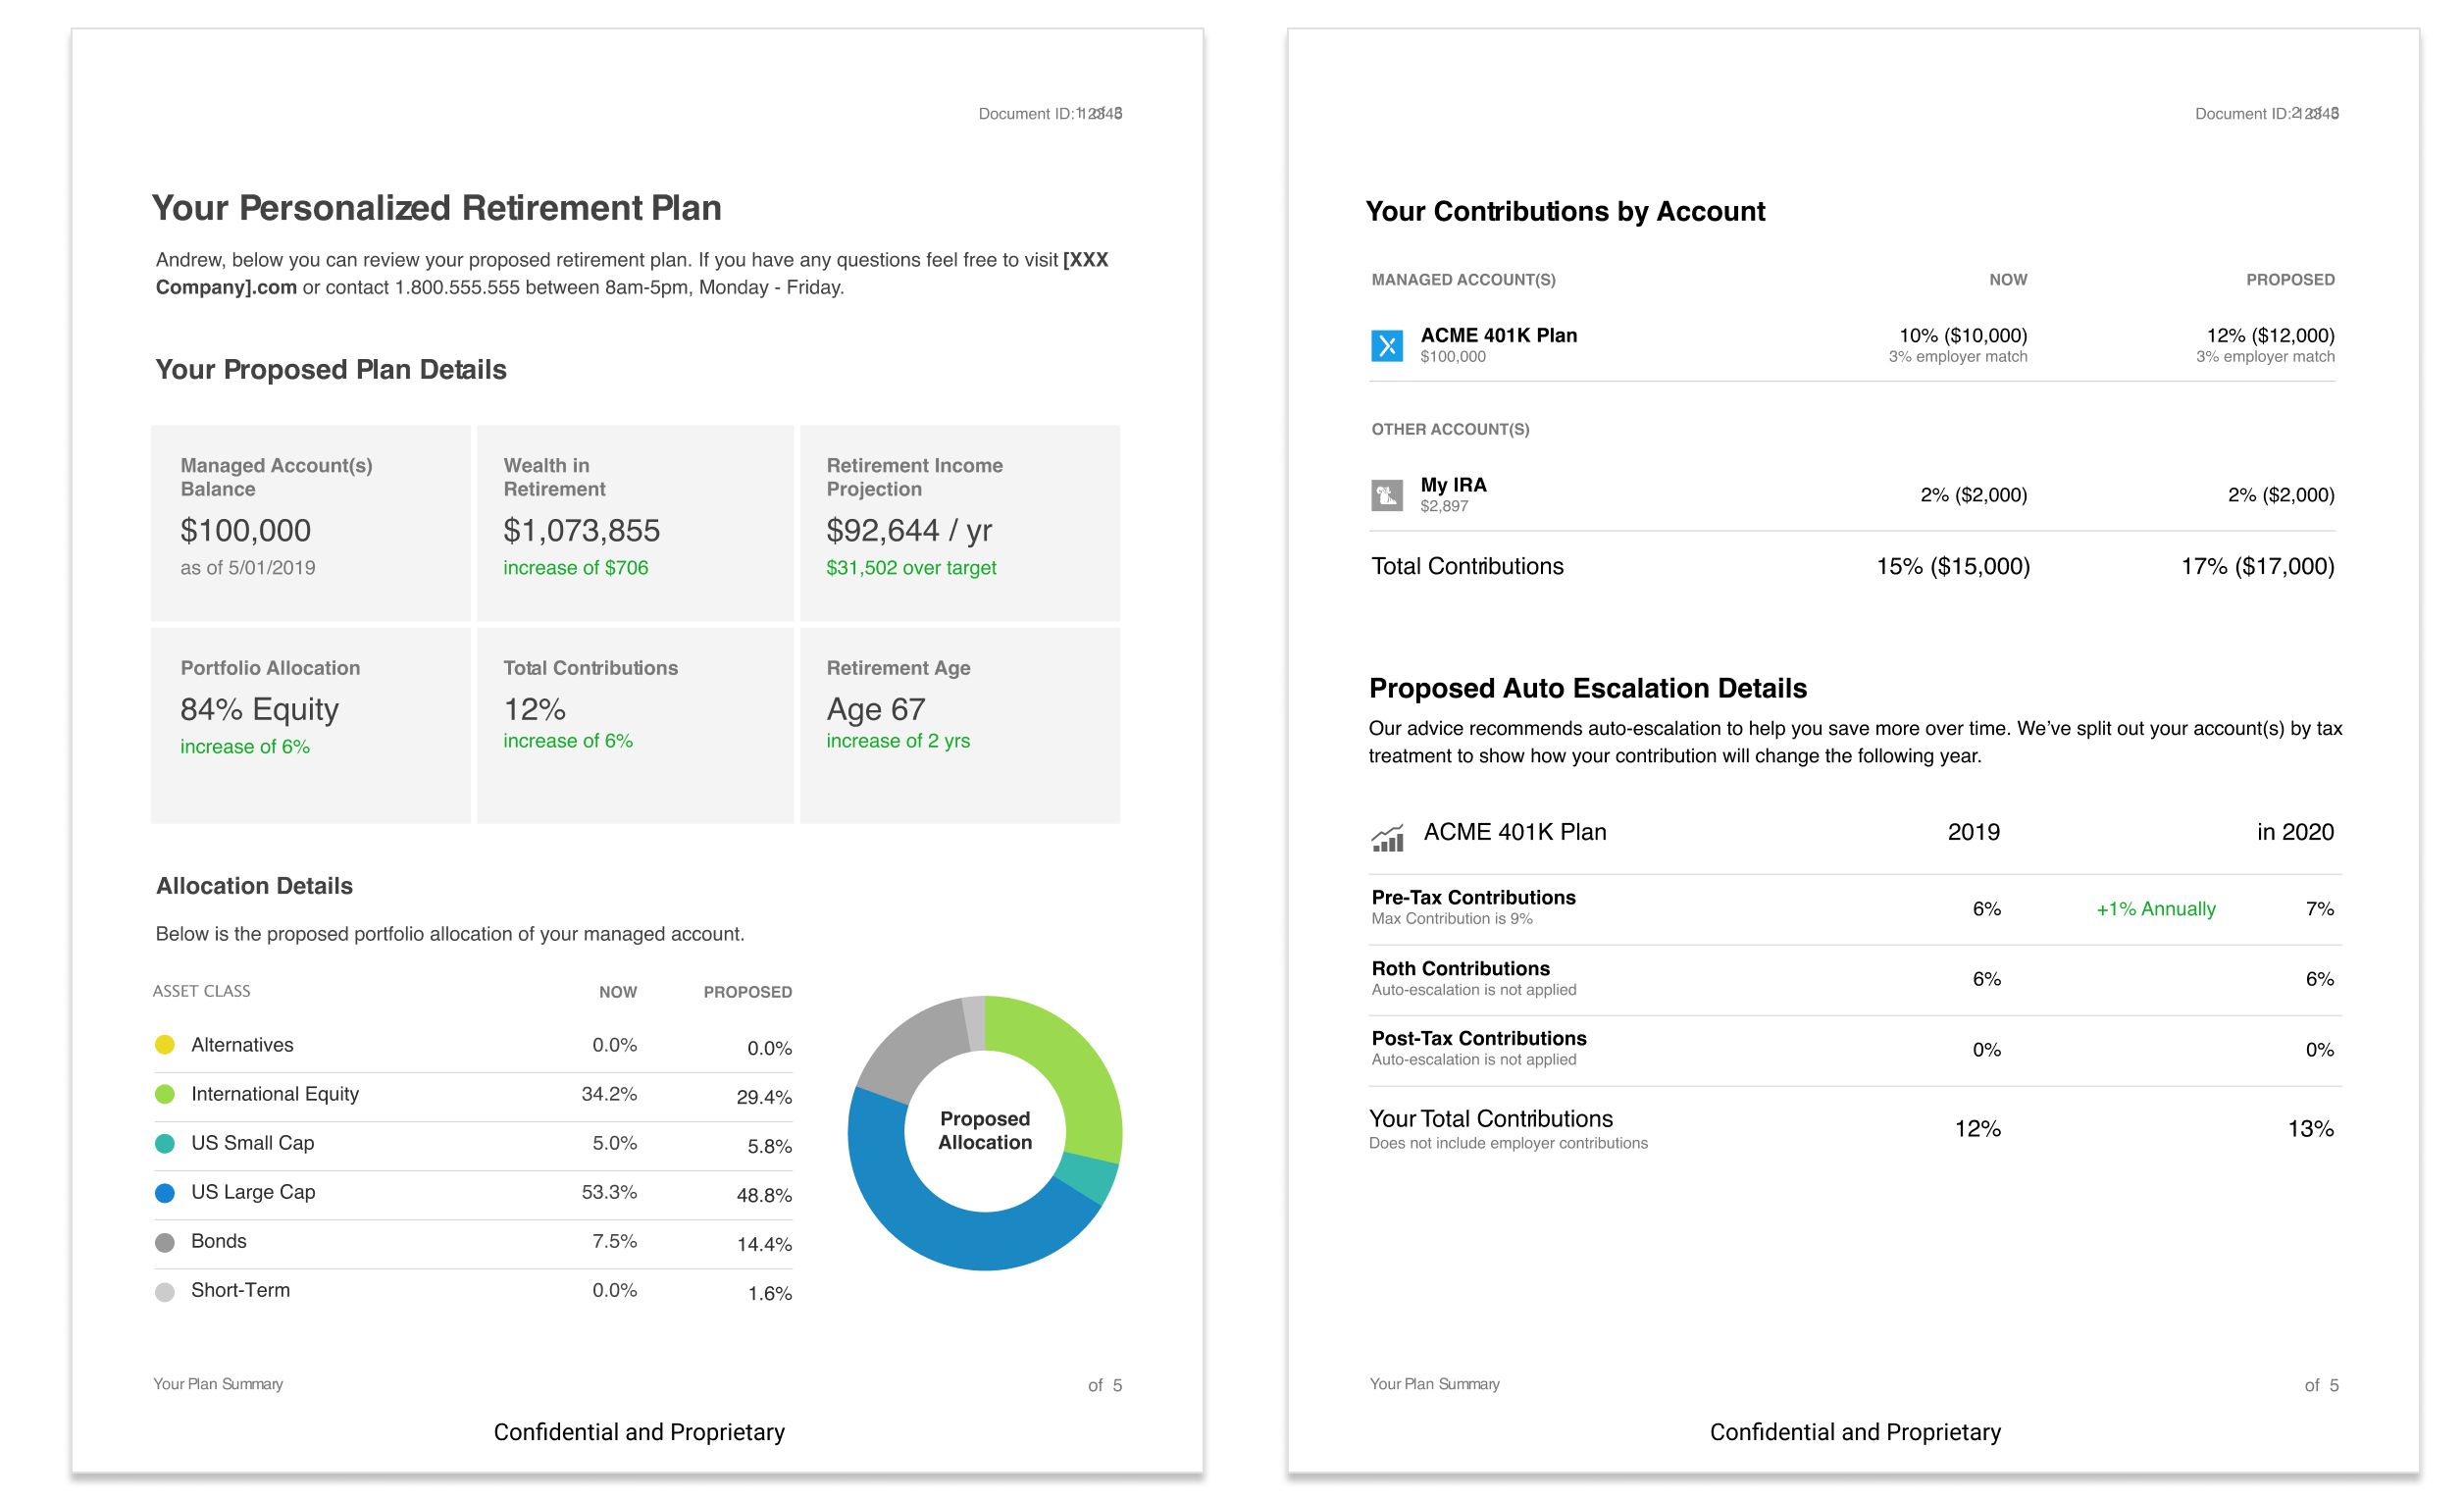 Document ID: 12345
Your Personalized Retirement Plan
Andrew, below you can review your proposed retirement plan. If you have any questions feel free to visit [XXX
Company].com or contact 1.800.555.555 between 8am-5pm, Monday - Friday.
Your Proposed Plan Details
Managed Account(s)
Balance
$100,000
as of 5/01/2019
Wealth in
Retirement
$1,073,855
increase of $706
Retirement Income
Projection
$92,644 / yr
$31,502 over target
Portfolio Allocation
84% Equity
increase of 6%
Total Contributions
12%
increase of 6%
Retirement Age
Age 67
increase of 2 yrs
Allocation Details
Below is the proposed portfolio allocation of your managed account.
ASSET CLASS NOW PROPOSED
Alternatives 0.0% 0.0%
International Equity 34.2% 29.4%
US Small Cap 5.0% 5.8%
US Large Cap 53.3% 48.8%
Bonds 7.5% 14.4%
Short-Term 0.0% 1.6%
Proposed
Allocation
Your Plan Summary of 5
Confidential and Proprietary
Document ID: 12345
Your Contributions by Account
MANAGED ACCOUNT(S) NOW PROPOSED
ACME 401K Plan 10% ($10,000) 12% ($12,000)
$100,000 3% employer match 3% employer match
OTHER ACCOUNT(S)
My IRA 2% ($2,000) 2% ($2,000)
$2,897
Total Contributions 15% ($15,000) 17% ($17,000)
Proposed Auto Escalation Details
Our advice recommends auto-escalation to help you save more over time. We’ve split out your account(s) by tax
treatment to show how your contribution will change the following year.
ACME 401K Plan 2019 in 2020
Pre-Tax Contributions 6% +1% Annually 7%
Max Contribution is 9%
Roth Contributions 6% 6%
Auto-escalation is not applied
Post-Tax Contributions 0% 0%
Auto-escalation is not applied
Your Total Contributions 12% 13%
Does not include employer contributions
Your Plan Summary of 5
Confidential and Proprietary